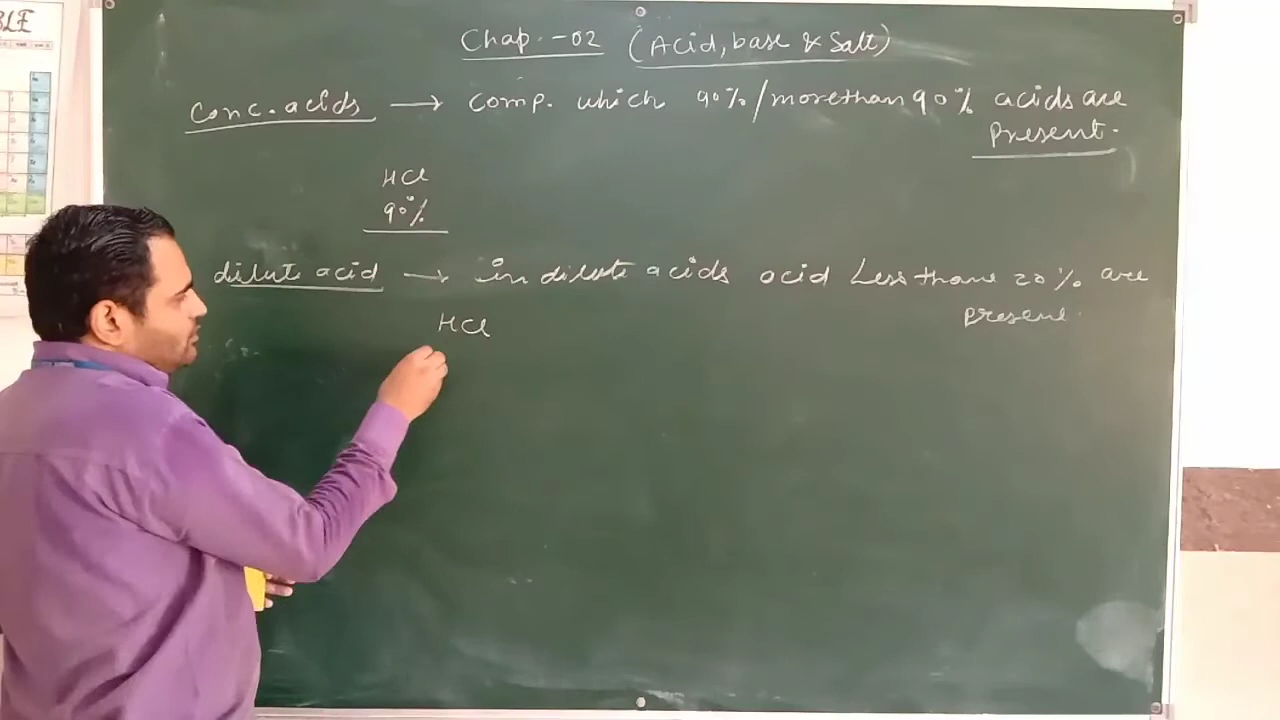 BLE
Chap.-02 (Acid, base & Salt)
Conc. acids → Comp. which 90%/more than 90% acids are
Present.
HCl
90%
dilute acid → in dilute acids acid Less thane 20% are
Present.
HCl